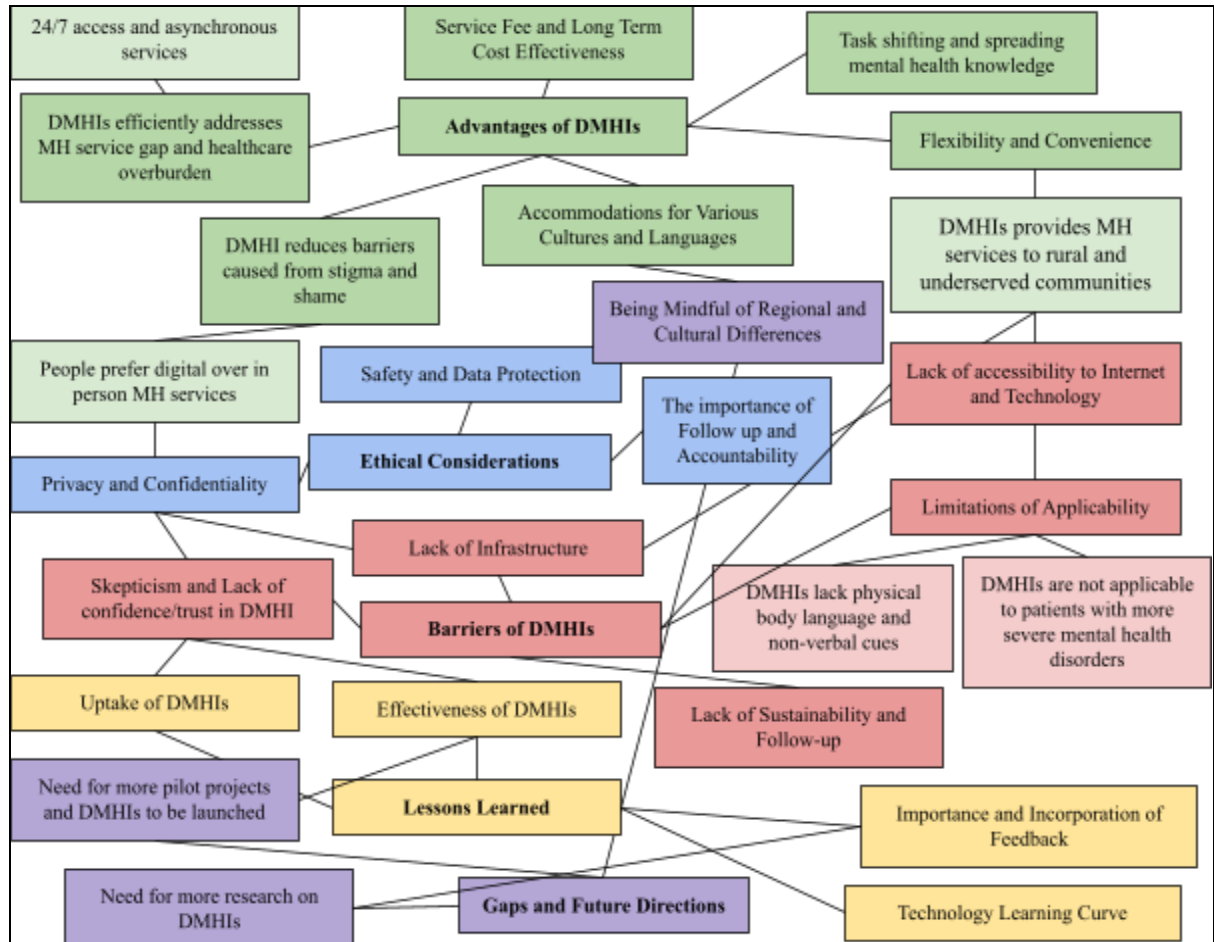 24/7 access and asynchronous
services
Service Fee and Long Term
Cost Effectiveness
Task shifting and spreading
mental health knowledge
DMHIs efficiently addresses
MH service gap and healthcare
overburden
Advantages of DMHIs
Flexibility and Convenience
Accommodations for Various
Cultures and Languages
DMHIs provides MH
services to rural and
underserved communities
DMHI reduces barriers
caused from stigma and
shame
Being Mindful of Regional and
Cultural Differences
People prefer digital over in
person MH services
Safety and Data Protection
Lack of accessibility to Internet
and Technology
The importance of
Follow up and
Accountability
Ethical Considerations
Privacy and Confidentiality
Limitations of Applicability
Lack of Infrastructure
Skepticism and Lack of
confidence/trust in DMHI
Barriers of DMHIs
DMHIs lack physical
body language and
non-verbal cues
DMHIs are not applicable
to patients with more
severe mental health
disorders
Uptake of DMHIs
Effectiveness of DMHIs
Lack of Sustainability and
Follow-up
Need for more pilot projects
and DMHIs to be launched
Lessons Learned
Importance and Incorporation of
Feedback
Need for more research on
DMHIs
Gaps and Future Directions
Technology Learning Curve